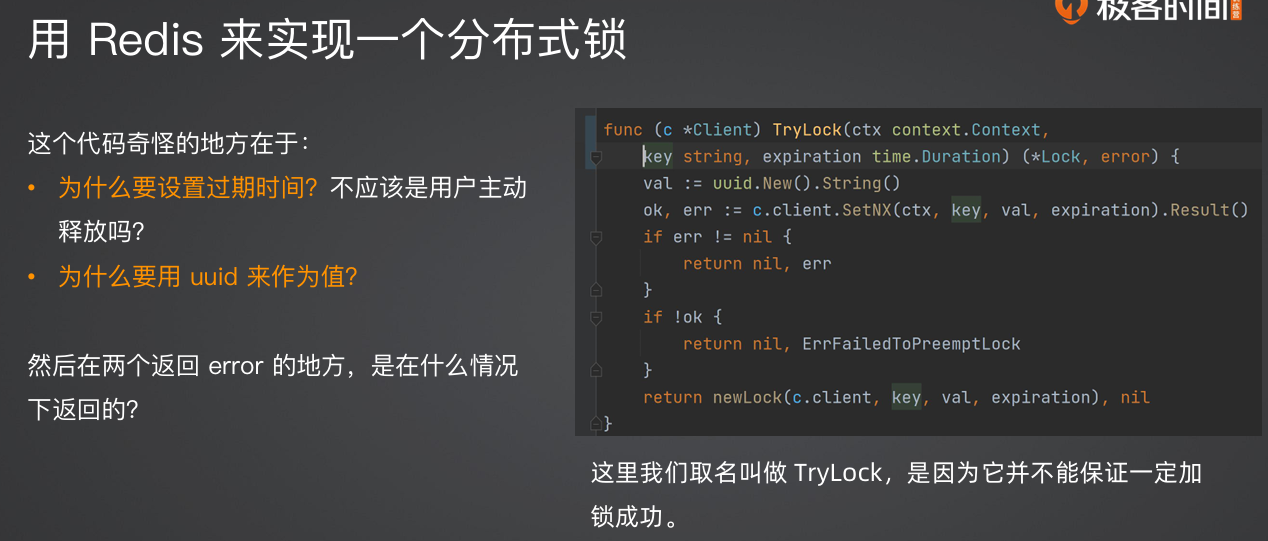 极客时间
用 Redis 来实现一个分布式锁
这个代码奇怪的地方在于:
• 为什么要设置过期时间?不应该是用户主动
释放吗?
• 为什么要用 uuid 来作为值?
然后在两个返回 error 的地方,是在什么情况
下返回的?
func (c *Client) TryLock(ctx context.Context,
key string, expiration time.Duration) (*Lock, error) {
val := uuid.New().String()
ok, err := c.client.SetNX(ctx, key, val, expiration).Result()
if err != nil {
return nil, err
}
if !ok {
return nil, ErrFailedToPreemptLock
}
return newLock(c.client, key, val, expiration), nil
}
这里我们取名叫做 TryLock,是因为它并不能保证一定加
锁成功。